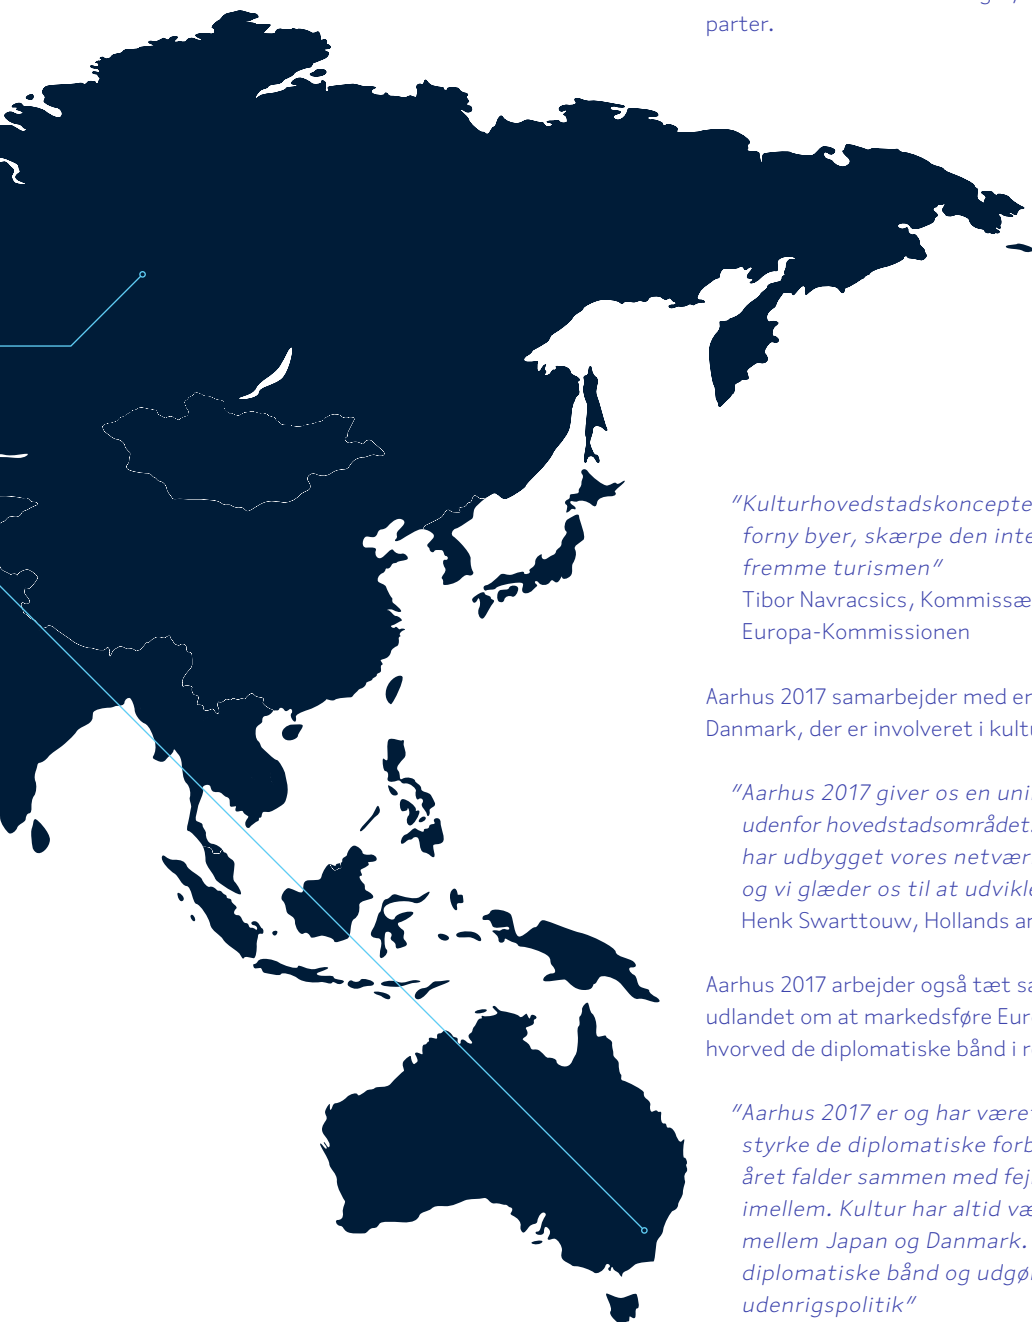 parter.
"Kulturhovedstadskoncepte
forny byer, skærpe den inte
fremme turismen"
Tibor Navracsics, Kommissæ
Europa-Kommissionen
Aarhus 2017 samarbejder med er
Danmark, der er involveret i kultu
"Aarhus 2017 giver os en uni
udenfor hovedstadsområdet.
har udbygget vores netvær
og vi glæder os til at udvikle
Henk Swarttouw, Hollands a
Aarhus 2017 arbejder også tæt sa
udlandet om at markedsføre Eur
hvorved de diplomatiske bånd i r
"Aarhus 2017 er og har været
styrke de diplomatiske forb
året falder sammen med fej
imellem. Kultur har altid væ
mellem Japan og Danmark.
diplomatiske bånd og udgø
udenrigspolitik"